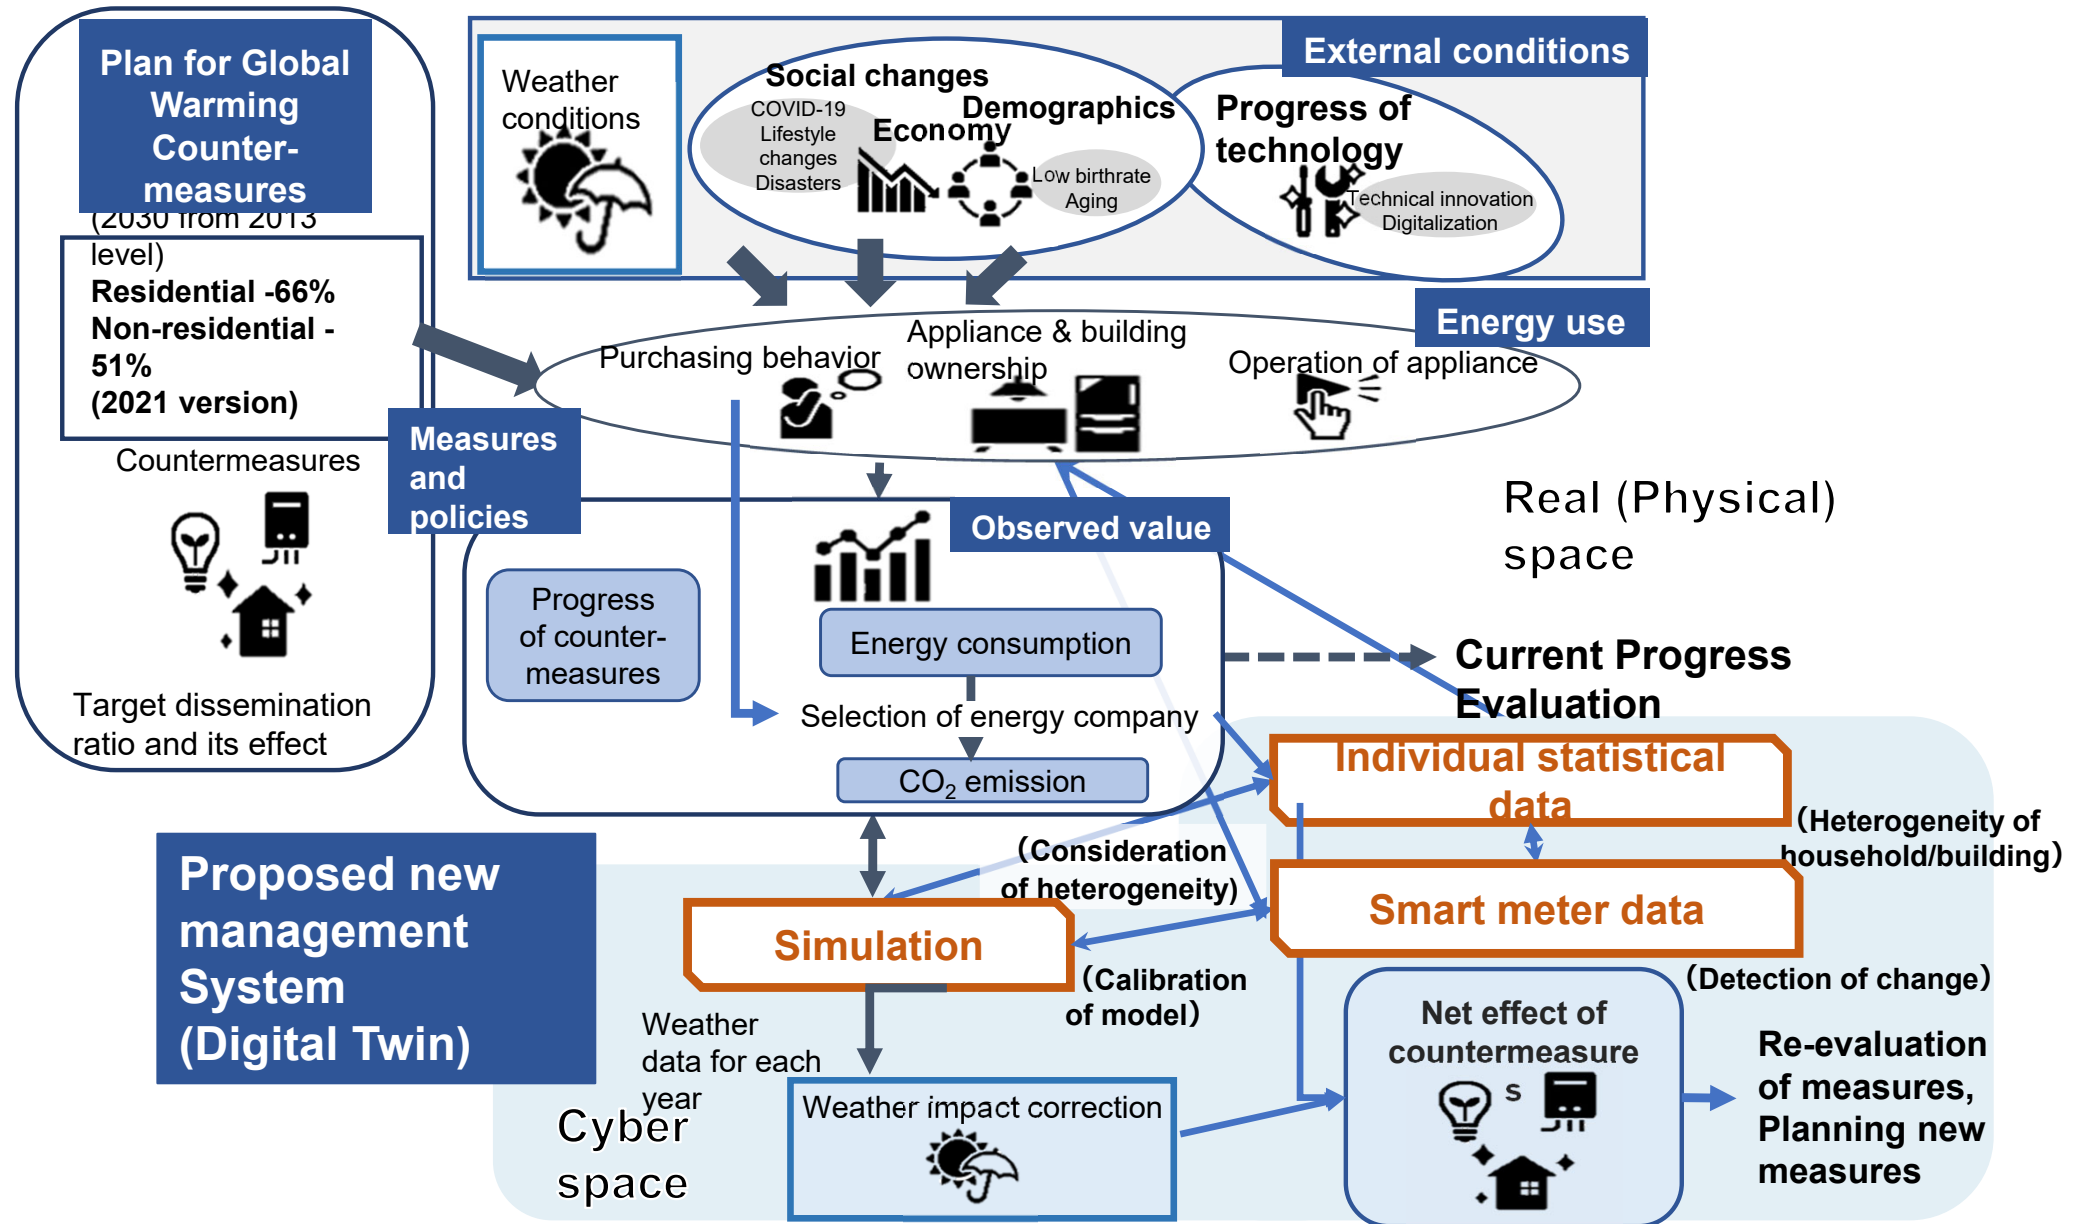 Plan for Global
Warming
Counter-
measures
(2030 from 2013
level)
Residential -66%
Non-residential -
51%
(2021 version)
Countermeasures
Target dissemination
ratio and its effect
External conditions
Weather
conditions
Social changes
COVID-19
Lifestyle
changes
Disasters
Economy
Demographics
Low birthrate
Aging
Progress of
technology
Technical innovation
Digitalization
Energy use
Purchasing behavior
Appliance & building
ownership
Operation of appliance
Measures
and
policies
Observed value
Progress
of counter-
measures
Energy consumption
Selection of energy company
CO₂ emission
Real (Physical)
space
Current Progress
Evaluation
Individual statistical
data
(Heterogeneity of
household/building)
(Consideration
of heterogeneity)
Smart meter data
(Detection of change)
Simulation
(Calibration
of model)
Proposed new
management
System
(Digital Twin)
Weather
data for each
year
Cyber
space
Weather impact correction
Net effect of
countermeasure
s
Re-evaluation
of measures,
Planning new
measures